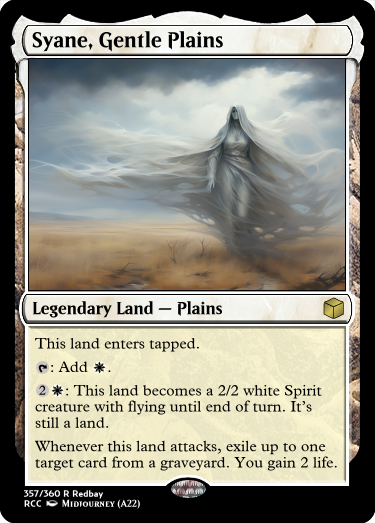 Syane, Gentle Plains
Legendary Land — Plains
This land enters tapped.
: Add .
2 : This land becomes a 2/2 white Spirit
creature with flying until end of turn. It's
still a land.
Whenever this land attacks, exile up to one
target card from a graveyard. You gain 2 life.
357/360 R Redbay
RCC Midjourney (A22)